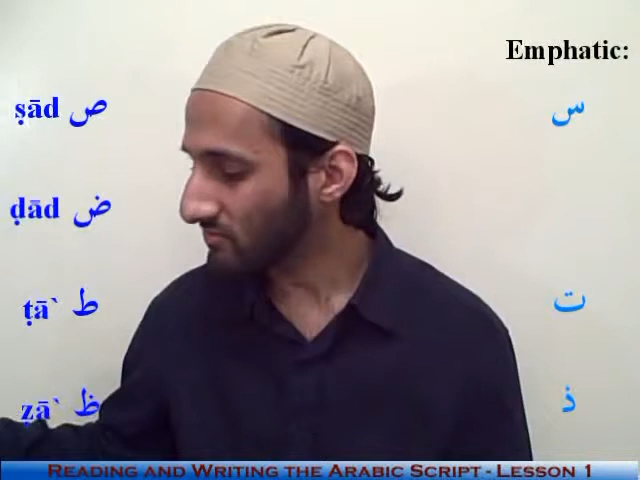 Emphatic:
ṣād ص
س
ḍād ض
ṭā` ط
ت
ẓā` ظ
ذ
READING AND WRITING THE ARABIC SCRIPT - LESSON 1